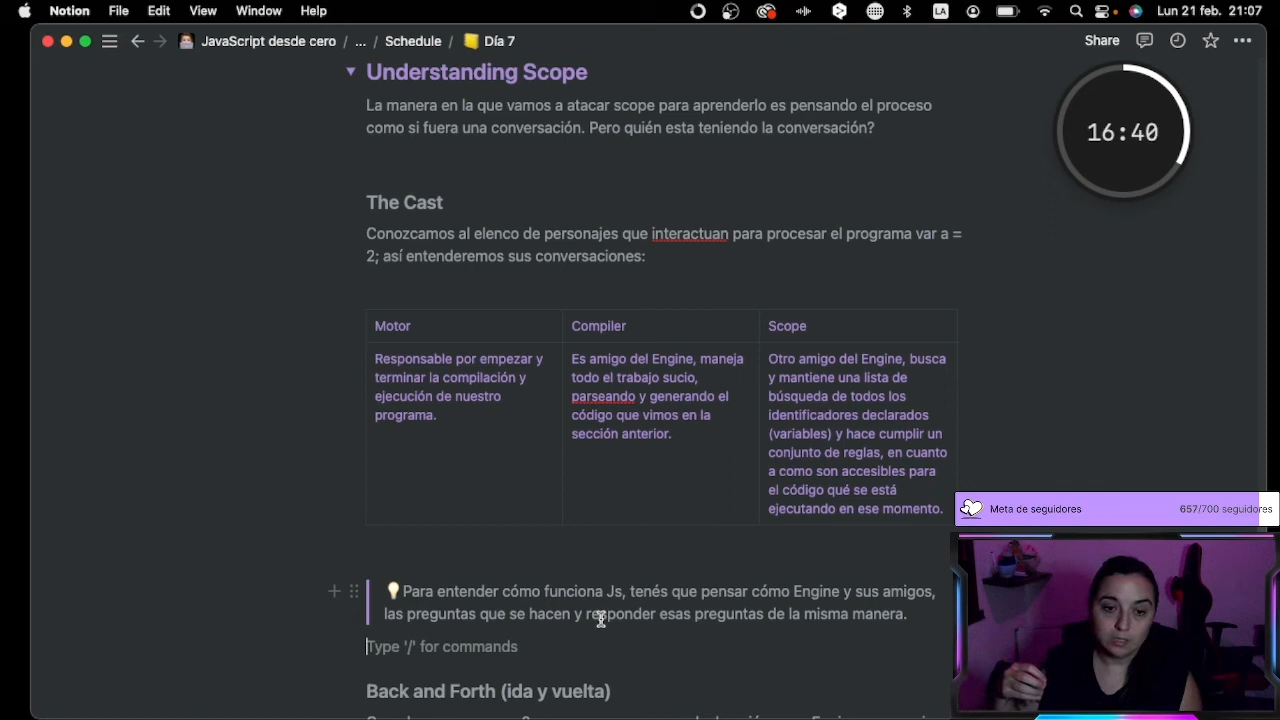 Notion File Edit View Window Help LA Lun 21 feb. 21:07
JavaScript desde cero / ... / Schedule / Día 7 Share
Understanding Scope
La manera en la que vamos a atacar scope para aprenderlo es pensando el proceso
como si fuera una conversación. Pero quién esta teniendo la conversación?
16:40
The Cast
Conozcamos al elenco de personajes que interactuan para procesar el programa var a =
2; así entenderemos sus conversaciones:
Motor
Responsable por empezar y
terminar la compilación y
ejecución de nuestro
programa.
Compiler
Es amigo del Engine, maneja
todo el trabajo sucio,
parseando y generando el
código que vimos en la
sección anterior.
Scope
Otro amigo del Engine, busca
y mantiene una lista de
búsqueda de todos los
identificadores declarados
(variables) y hace cumplir un
conjunto de reglas, en cuanto
a como son accesibles para
el código qué se está
ejecutando en ese momento.
Meta de seguidores 657/700 seguidores
Para entender cómo funciona Js, tenés que pensar cómo Engine y sus amigos,
las preguntas que se hacen y responder esas preguntas de la misma manera.
Type '/' for commands
Back and Forth (ida y vuelta)